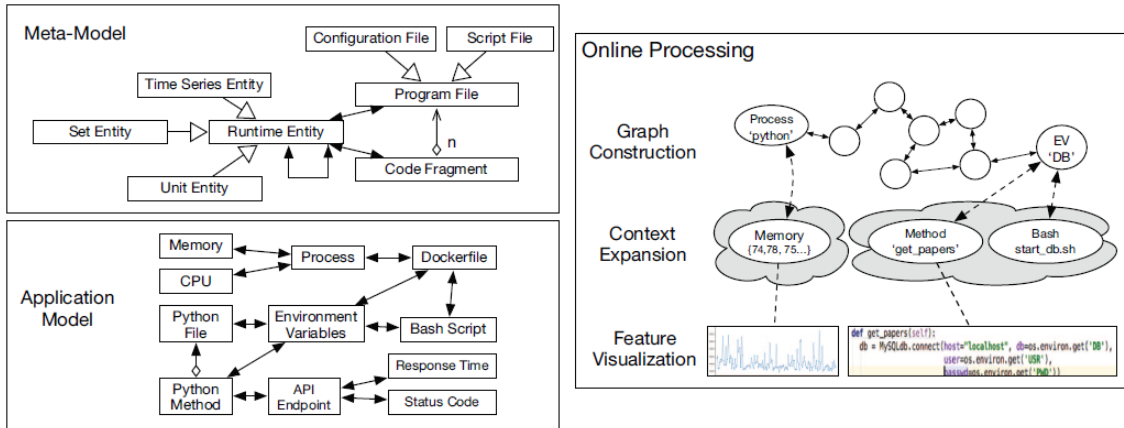 Meta-Model
Configuration File
Script File
Time Series Entity
Program File
Set Entity
Runtime Entity
n
Code Fragment
Unit Entity
Application
Model
Memory
Process
Dockerfile
CPU
Python
File
Environment
Variables
Bash Script
Response Time
Python
Method
API
Endpoint
Status Code
Online Processing
Graph
Construction
Process
'python'
EV
'DB'
Context
Expansion
Memory
{74,78, 75...}
Method
'get_papers'
Bash
start_db.sh
Feature
Visualization
def get_papers(self):
db = MySQLdb.connect(host="localhost", db=os.environ.get('DB'),
user=os.environ.get('USR'),
passwd=os.environ.get('PWD'))